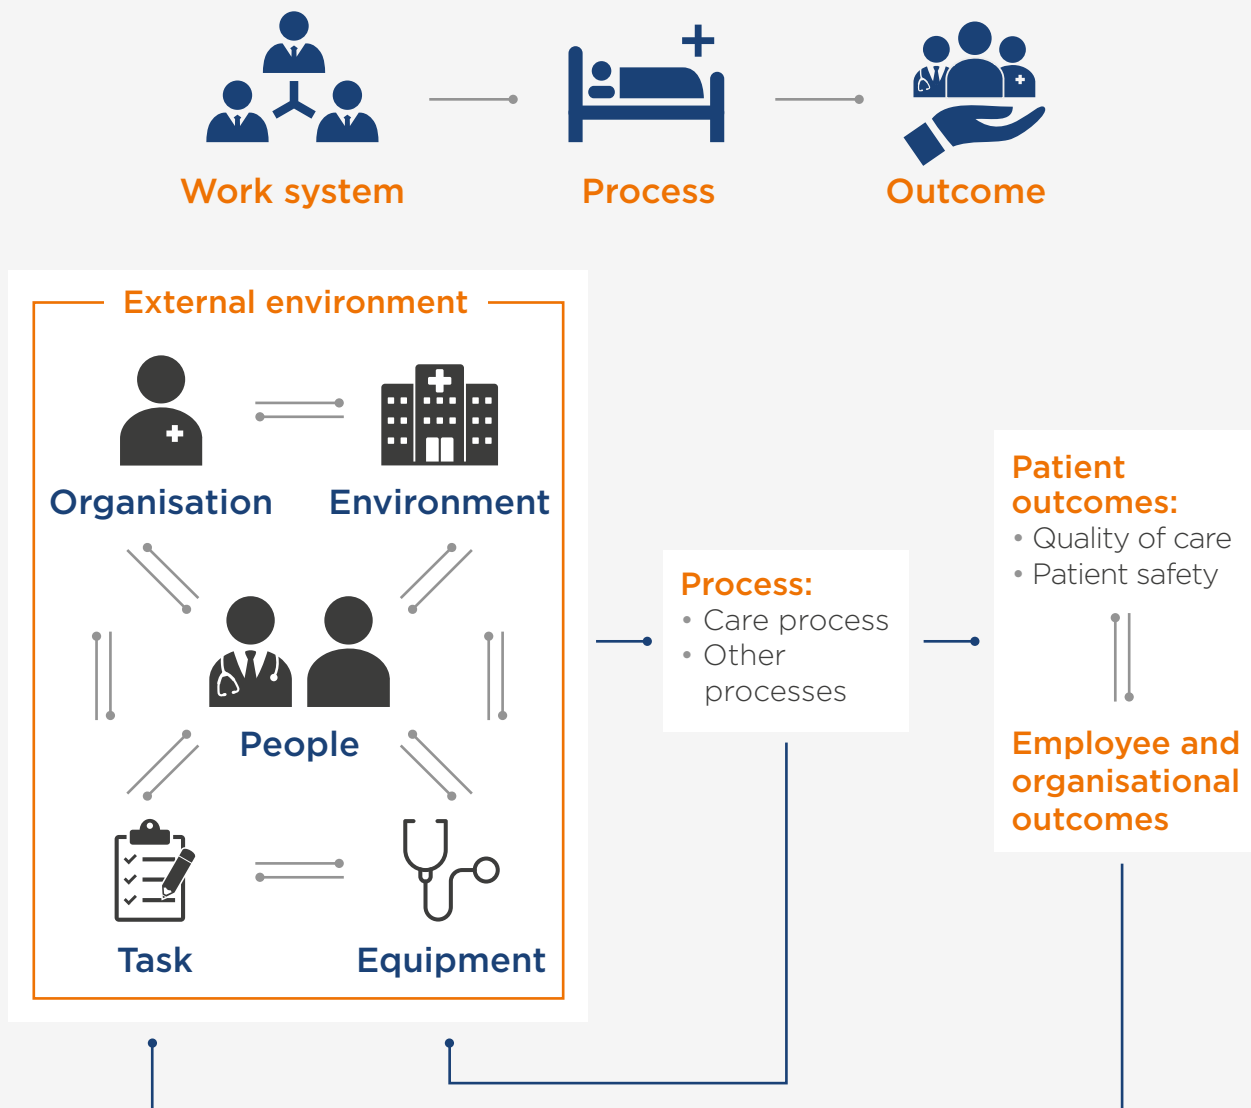 Work system
Process
Outcome
External environment
Organisation
Environment
People
Task
Equipment
Process:
• Care process
• Other
processes
Patient
outcomes:
• Quality of care
• Patient safety
Employee and
organisational
outcomes